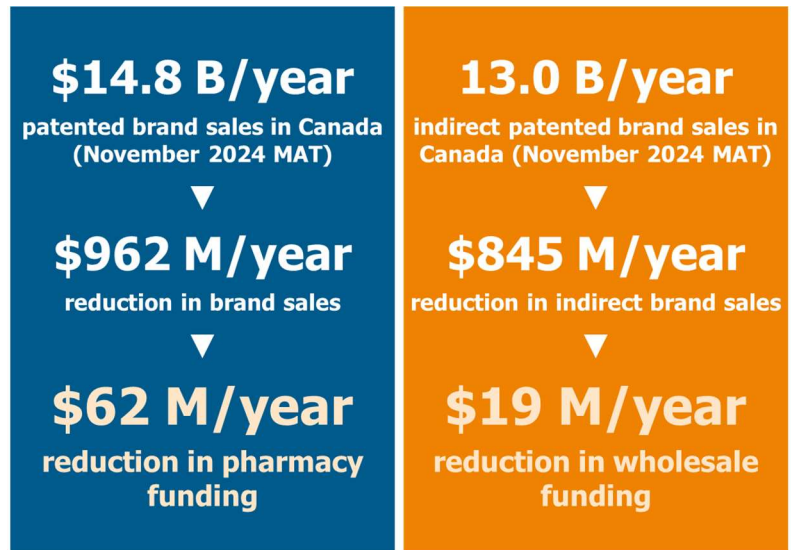 $14.8 B/year
patented brand sales in Canada
(November 2024 MAT)
▼
$962 M/year
reduction in brand sales
▼
$62 M/year
reduction in pharmacy
funding
13.0 B/year
indirect patented brand sales in
Canada (November 2024 MAT)
▼
$845 M/year
reduction in indirect brand sales
▼
$19 M/year
reduction in wholesale
funding